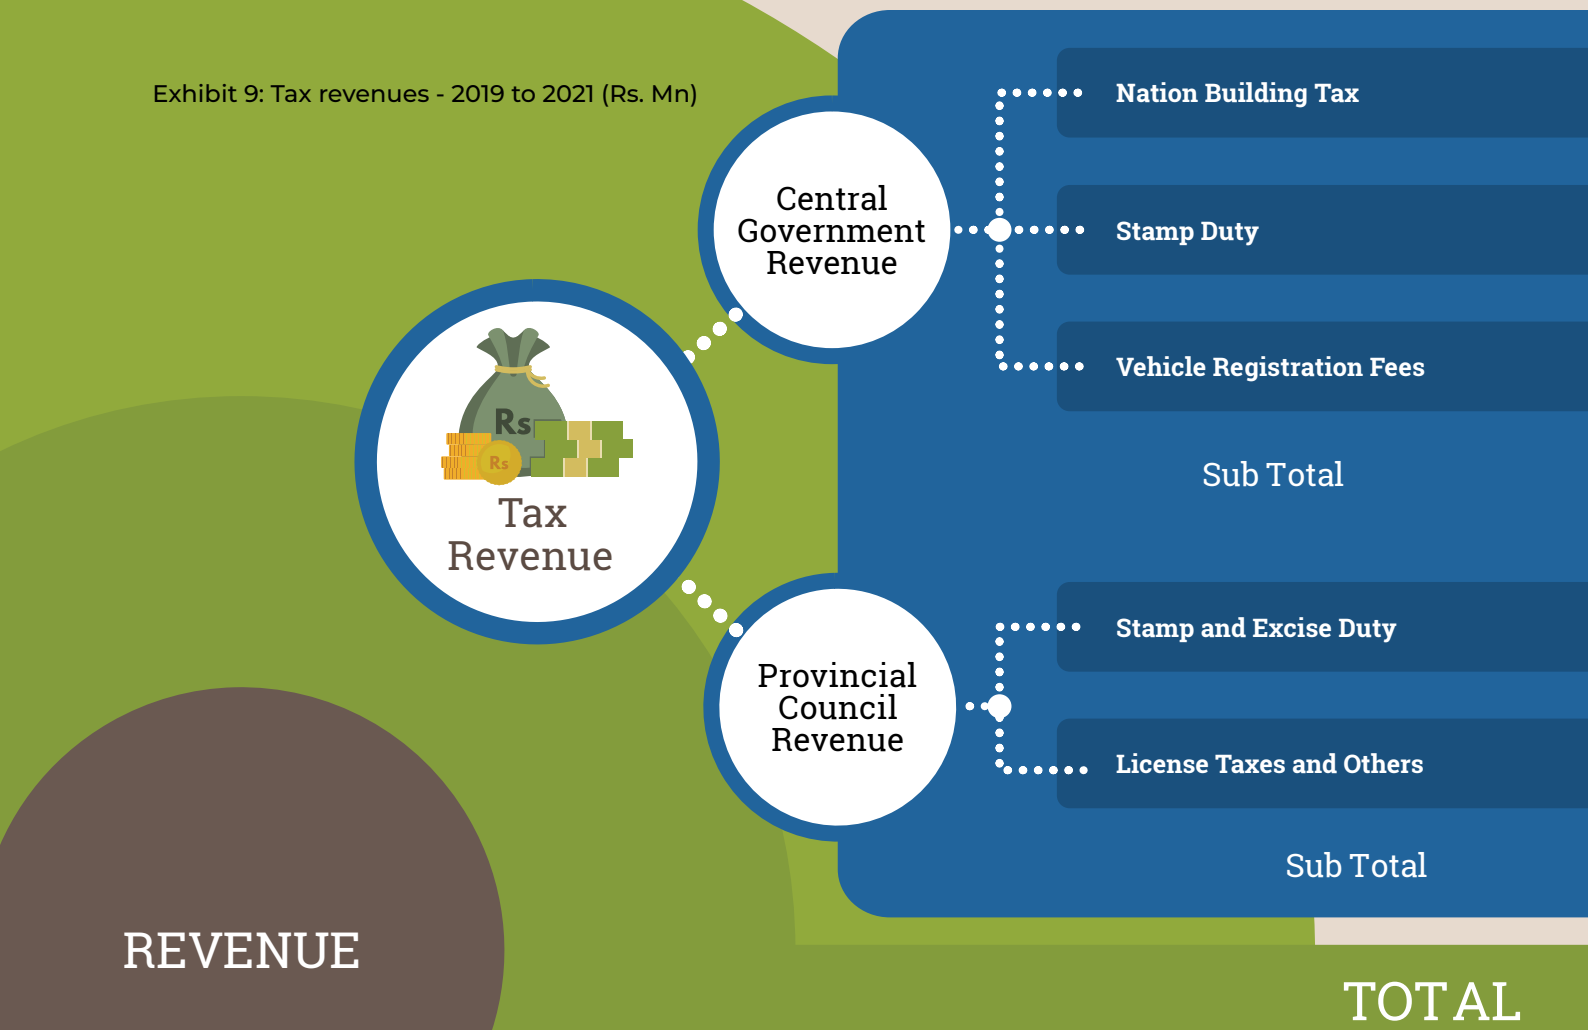 Exhibit 9: Tax revenues - 2019 to 2021 (Rs. Mn)
Central
Government
Revenue
Nation Building Tax
Stamp Duty
Vehicle Registration Fees
Sub Total
Rs
Rs
Tax
Revenue
Provincial
Council
Revenue
Stamp and Excise Duty
License Taxes and Others
Sub Total
REVENUE
TOTAL